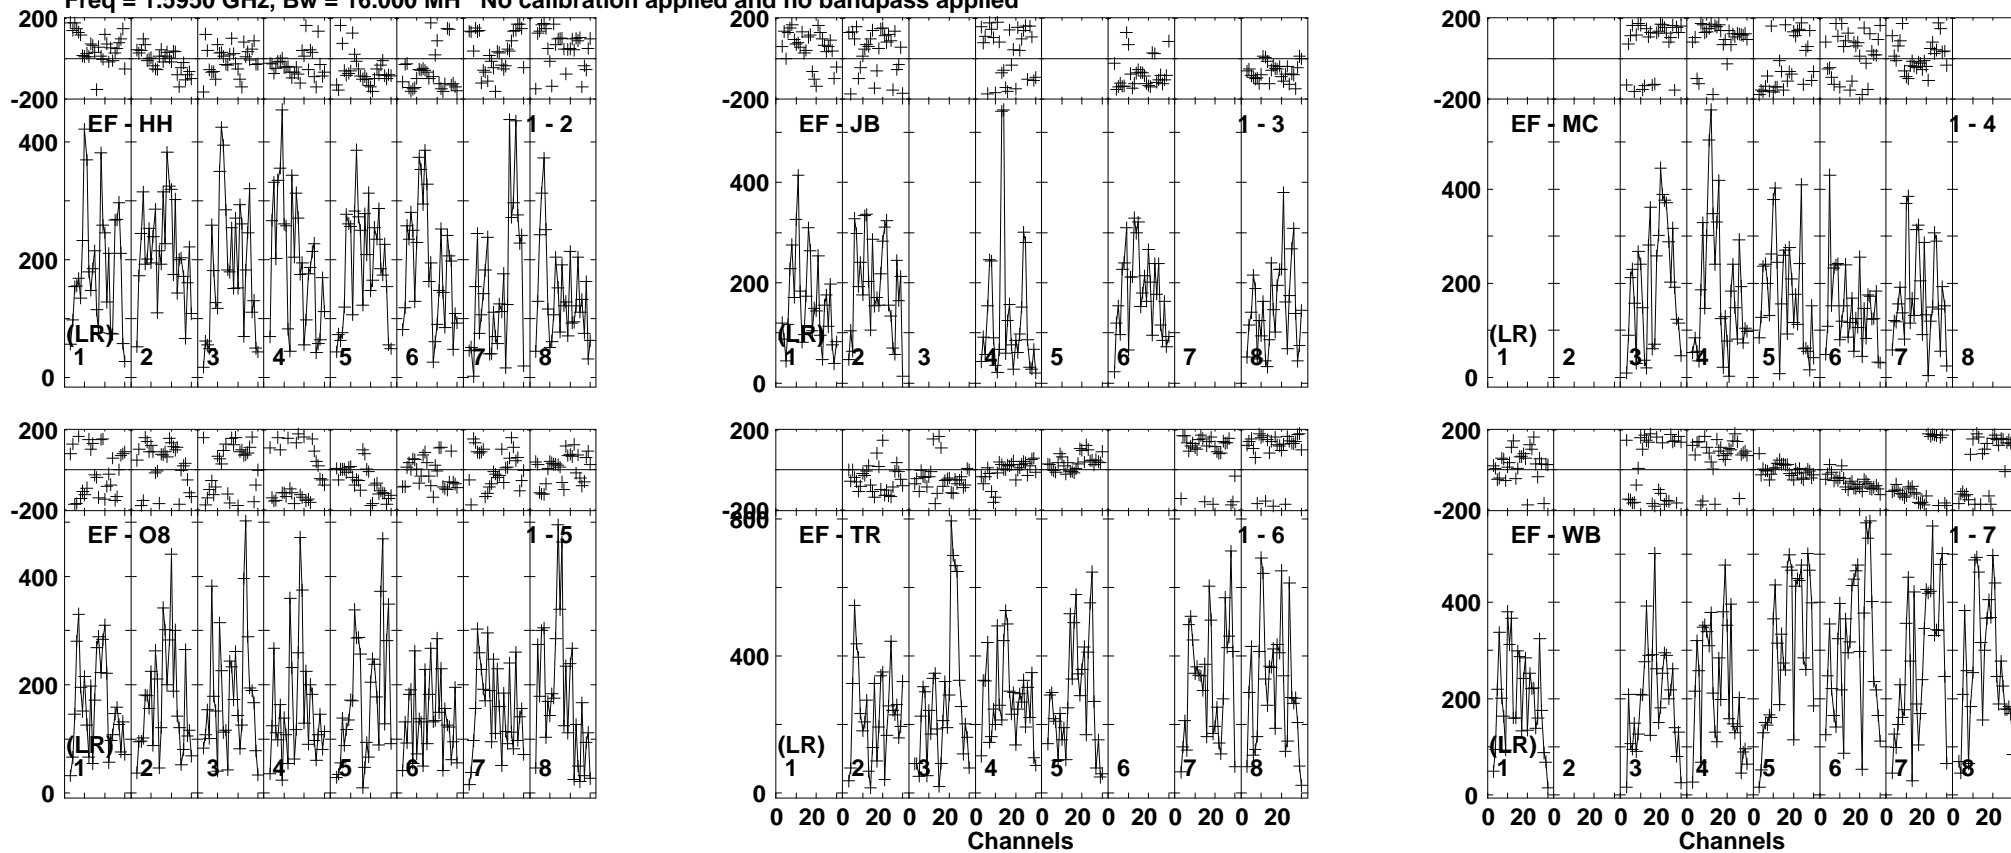 Freq = 1.5950 GHz, Bw = 16.000 MH No calibration applied and no bandpass applied
200
-200
EF - HH
1 - 2
400
200
0
(LR)
1 2 3 4 5 6 7 8
200
-200
EF - JB
1 - 3
400
200
0
(LR)
1 2 3 4 5 6 7 8
200
-200
EF - MC
1 - 4
400
200
0
(LR)
1 2 3 4 5 6 7 8
200
-200
EF - O8
1 - 5
400
200
0
(LR)
1 2 3 4 5 6 7 8
200
-200
800
EF - TR
1 - 6
400
0
(LR)
1 2 3 4 5 6 7 8
0 20 0 20 0 20 0 20 0 20 0 20 0 20 0 20
Channels
200
-200
EF - WB
1 - 7
400
200
0
(LR)
1 2 3 4 5 6 7 8
0 20 0 20 0 20 0 20 0 20 0 20 0 20 0 20
Channels